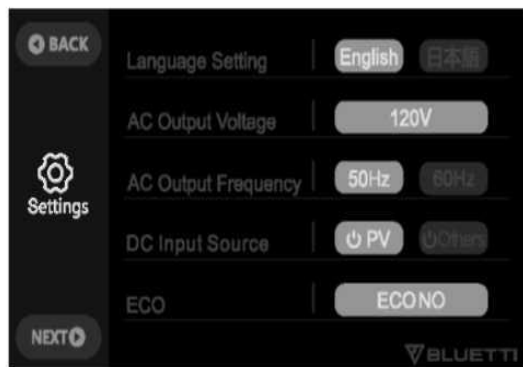 BACK
Language Setting English 日本語
AC Output Voltage 120V
Settings
AC Output Frequency 50Hz 60Hz
DC Input Source PV Others
ECO ECO NO
NEXT
BLUETTI